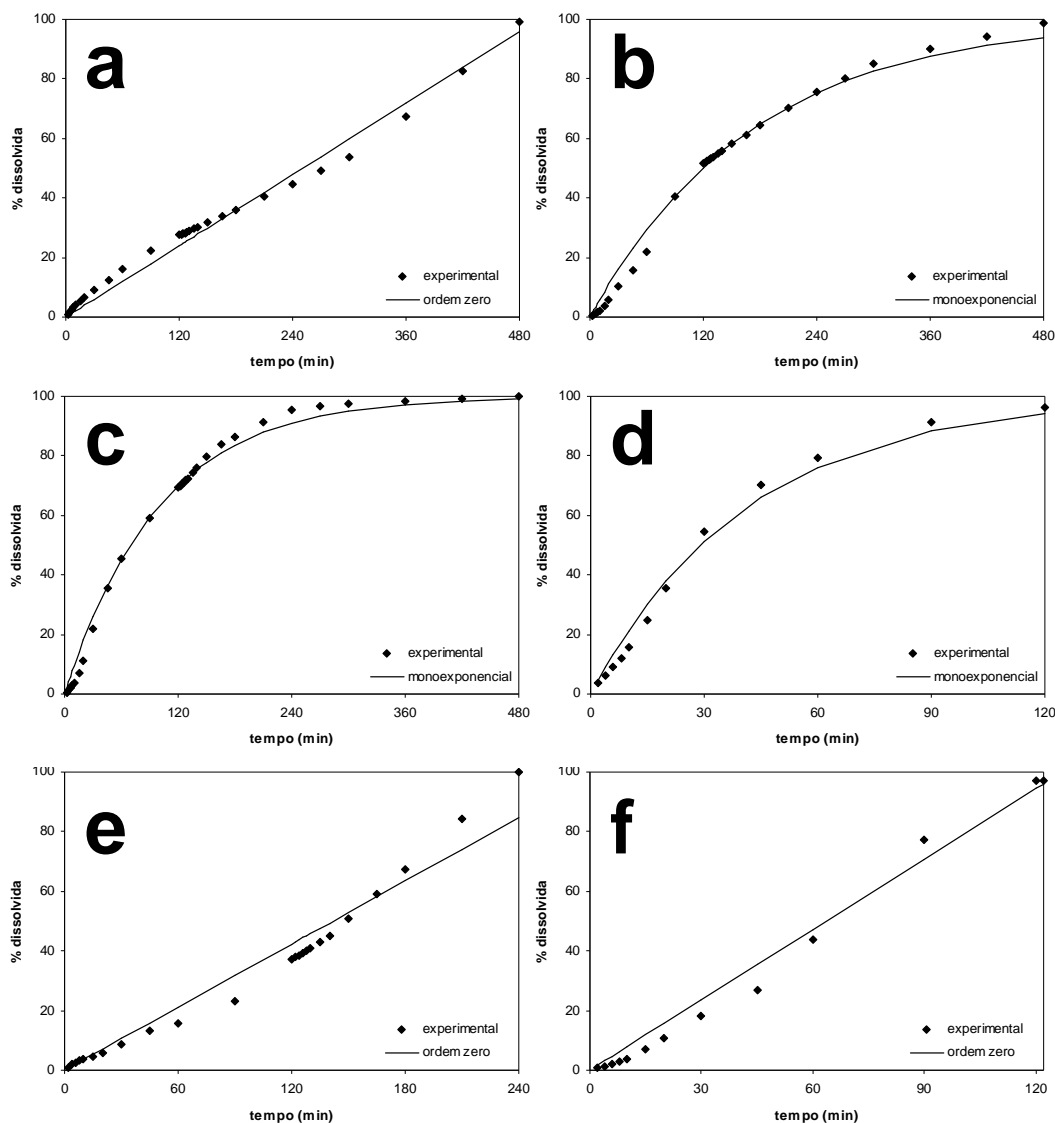 a
% dissolvida
100
80
60
40
20
0
experimental
ordem zero
0 120 240 360 480
tempo (min)
b
% dissolvida
100
80
60
40
20
0
experimental
monoexponencial
0 120 240 360 480
tempo (min)
c
% dissolvida
100
80
60
40
20
0
experimental
monoexponencial
0 120 240 360 480
tempo (min)
d
% dissolvida
100
80
60
40
20
0
experimental
monoexponencial
0 30 60 90 120
tempo (min)
e
% dissolvida
100
80
60
40
20
0
experimental
ordem zero
0 60 120 180 240
tempo (min)
f
% dissolvida
100
80
60
40
20
0
experimental
ordem zero
0 30 60 90 120
tempo (min)